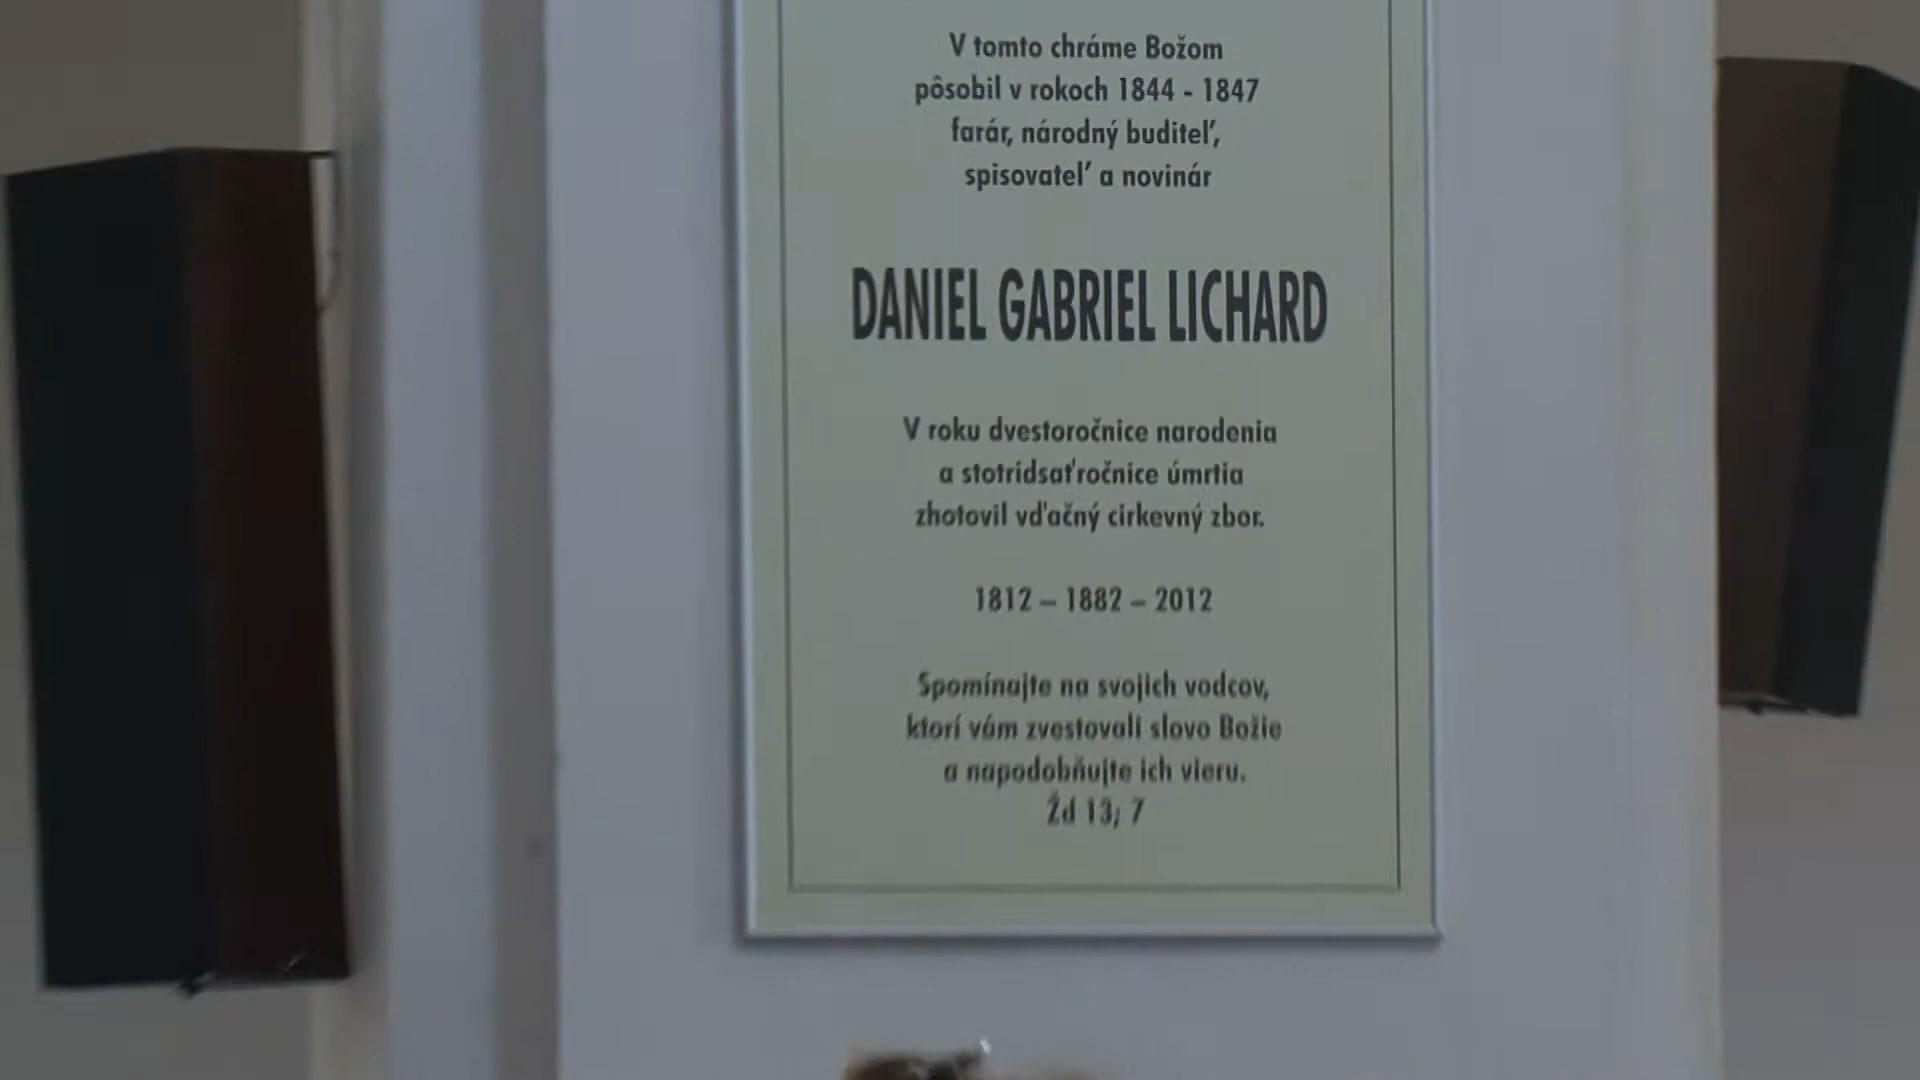 V tomto chráme Božom
pôsobil v rokoch 1844 - 1847
farár, národný buditeľ,
spisovateľ a novinár
DANIEL GABRIEL LICHARD
V roku dvestoročnice narodenia
a stotridsaťročnice úmrtia
zhotovil vďačný cirkevný zbor.
1812 – 1882 – 2012
Spomínajte na svojich vodcov,
ktorí vám zvestovali slovo Božie
a napodobňujte ich vieru.
Žd 13; 7